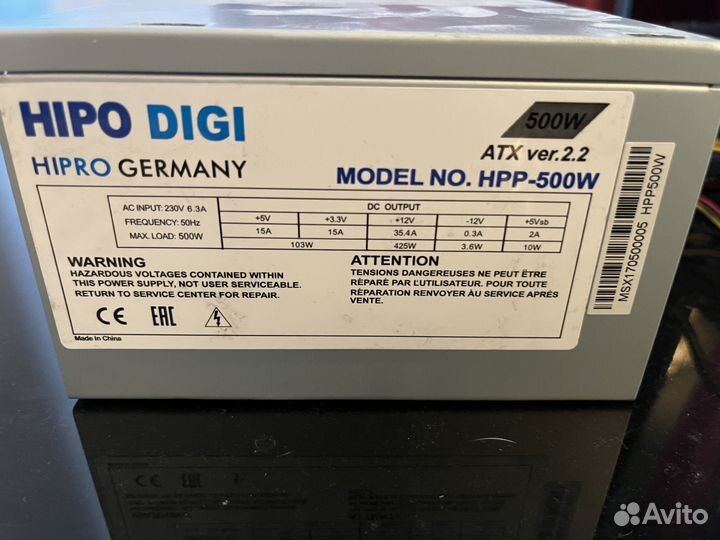 HIPO DIGI
HIPRO GERMANY
500W
ATX ver.2.2
MODEL NO. HPP-500W
AC INPUT: 230V 6.3A
FREQUENCY: 50Hz
MAX. LOAD: 500W
DC OUTPUT
+5V +3.3V +12V -12V +5Vsb
15A 15A 35.4A 0.3A 2A
103W 425W 3.6W 10W
WARNING
HAZARDOUS VOLTAGES CONTAINED WITHIN
THIS POWER SUPPLY, NOT USER SERVICEABLE.
RETURN TO SERVICE CENTER FOR REPAIR.
ATTENTION
TENSIONS DANGEREUSES NE PEUT ÊTRE
RÉPARÉ PAR L'UTILISATEUR. POUR TOUTE
RÉPARATION RENVOYER AU SERVICE APRÈS
VENTE.
CE EAC
Made In China
MSX170500005 HPP500W
Avito